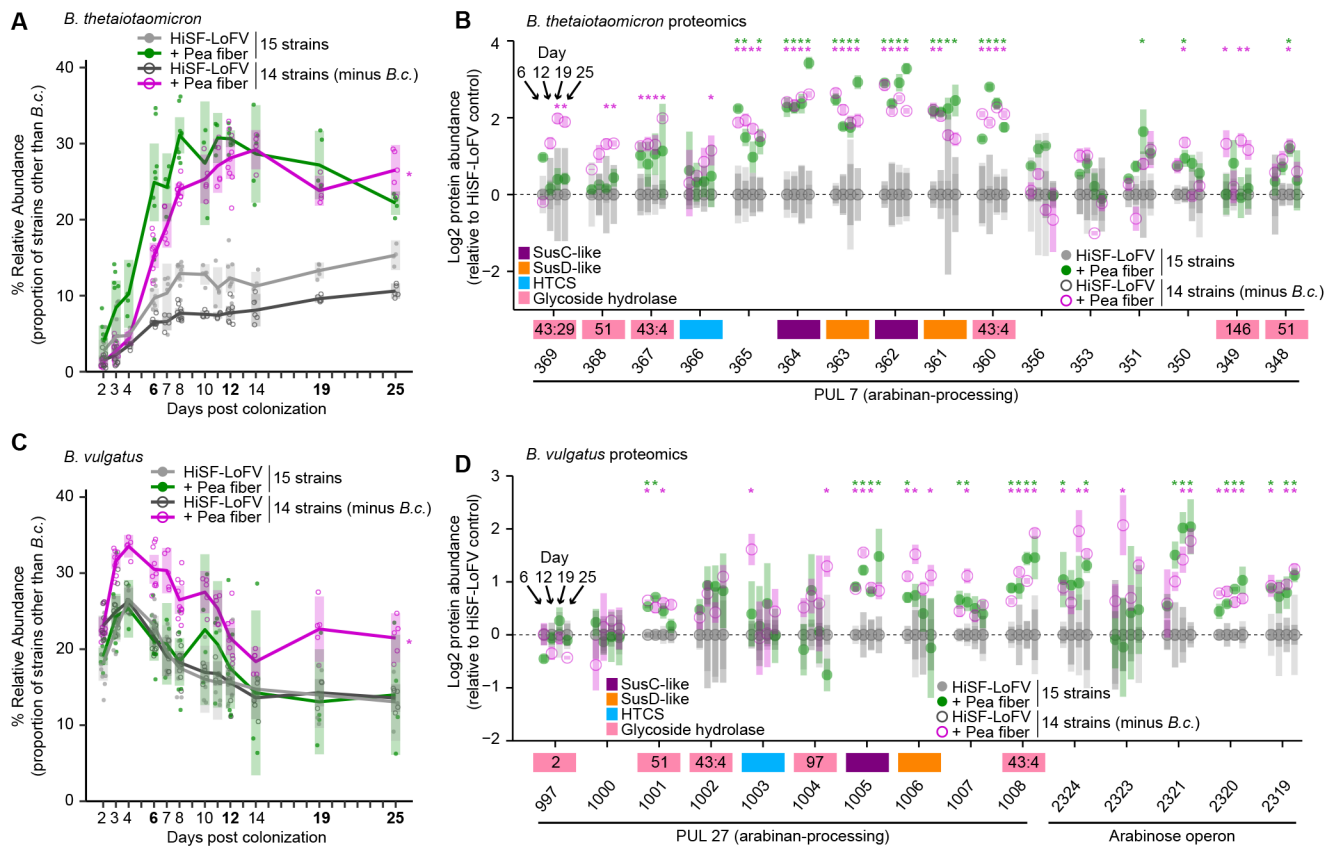 A
B. thetaiotaomicron
HiSF-LoFV
+ Pea fiber
15 strains
HiSF-LoFV
+ Pea fiber
14 strains (minus B.c.)
% Relative Abundance
(proportion of strains other than B.c.)
40
30
20
10
0
*
2 3 4 6 7 8 10 12 14 19 25
Days post colonization
B
B. thetaiotaomicron proteomics
Log2 protein abundance
(relative to HiSF-LoFV control)
4
2
0
−2
Day
6 12 19 25
SusC-like
SusD-like
HTCS
Glycoside hydrolase
HiSF-LoFV
+ Pea fiber
15 strains
HiSF-LoFV
+ Pea fiber
14 strains (minus B.c.)
43:29 51 43:4 43:4 146 51
369 368 367 366 365 364 363 362 361 360 356 353 351 350 349 348
PUL 7 (arabinan-processing)
C
B. vulgatus
HiSF-LoFV
+ Pea fiber
15 strains
HiSF-LoFV
+ Pea fiber
14 strains (minus B.c.)
% Relative Abundance
(proportion of strains other than B.c.)
40
30
20
10
0
*
2 3 4 6 7 8 10 12 14 19 25
Days post colonization
D
B. vulgatus proteomics
Log2 protein abundance
(relative to HiSF-LoFV control)
3
2
1
0
−1
−2
Day
6 12 19 25
SusC-like
SusD-like
HTCS
Glycoside hydrolase
HiSF-LoFV
+ Pea fiber
15 strains
HiSF-LoFV
+ Pea fiber
14 strains (minus B.c.)
2 51 43:4 97 43:4
997 1000 1001 1002 1003 1004 1005 1006 1007 1008 2324 2323 2321 2320 2319
PUL 27 (arabinan-processing)
Arabinose operon